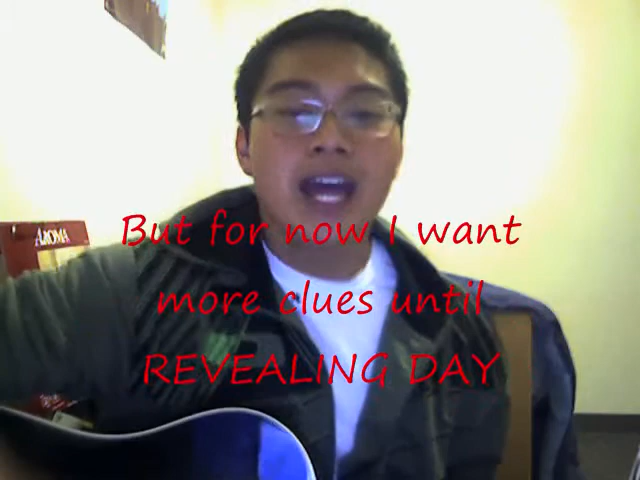 AROMA
But for now I want
more clues until
REVEALING DAY